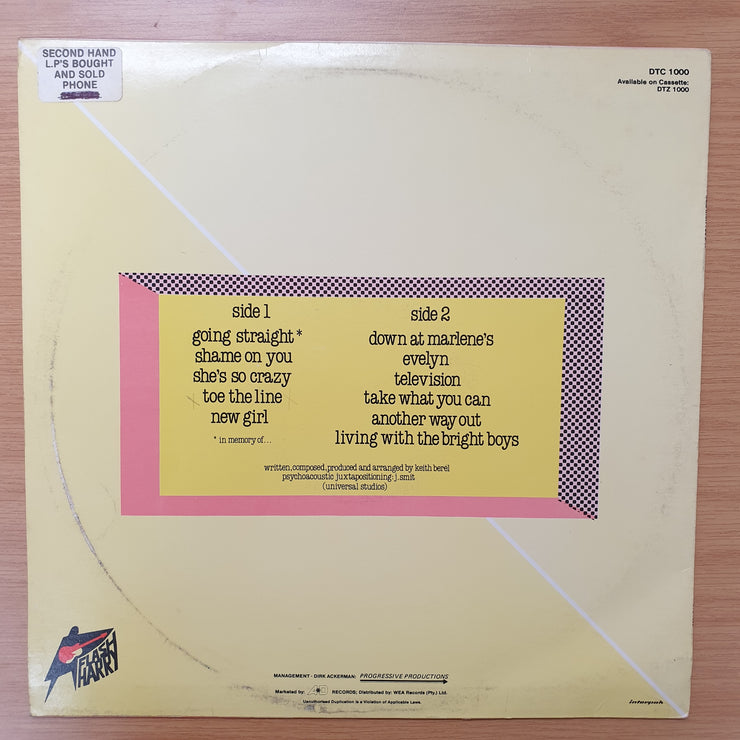 SECOND HAND
L.P'S BOUGHT
AND SOLD
PHONE
DTC 1000
Available on Cassette:
DTZ 1000
side 1
going straight*
shame on you
she's so crazy
toe the line
new girl
* in memory of...
side 2
down at marlene's
evelyn
television
take what you can
another way out
living with the bright boys
written,composed,produced and arranged by keith berel
psychoacoustic juxtapositioning: j.smit
(universal studios)
FLASH
HARRY
MANAGEMENT - DIRK ACKERMAN: PROGRESSIVE PRODUCTIONS
Marketed by: RECORDS; Distributed by: WEA Records (Pty.) Ltd.
Unauthorised Duplication is a Violation of Applicable Laws.
interpak